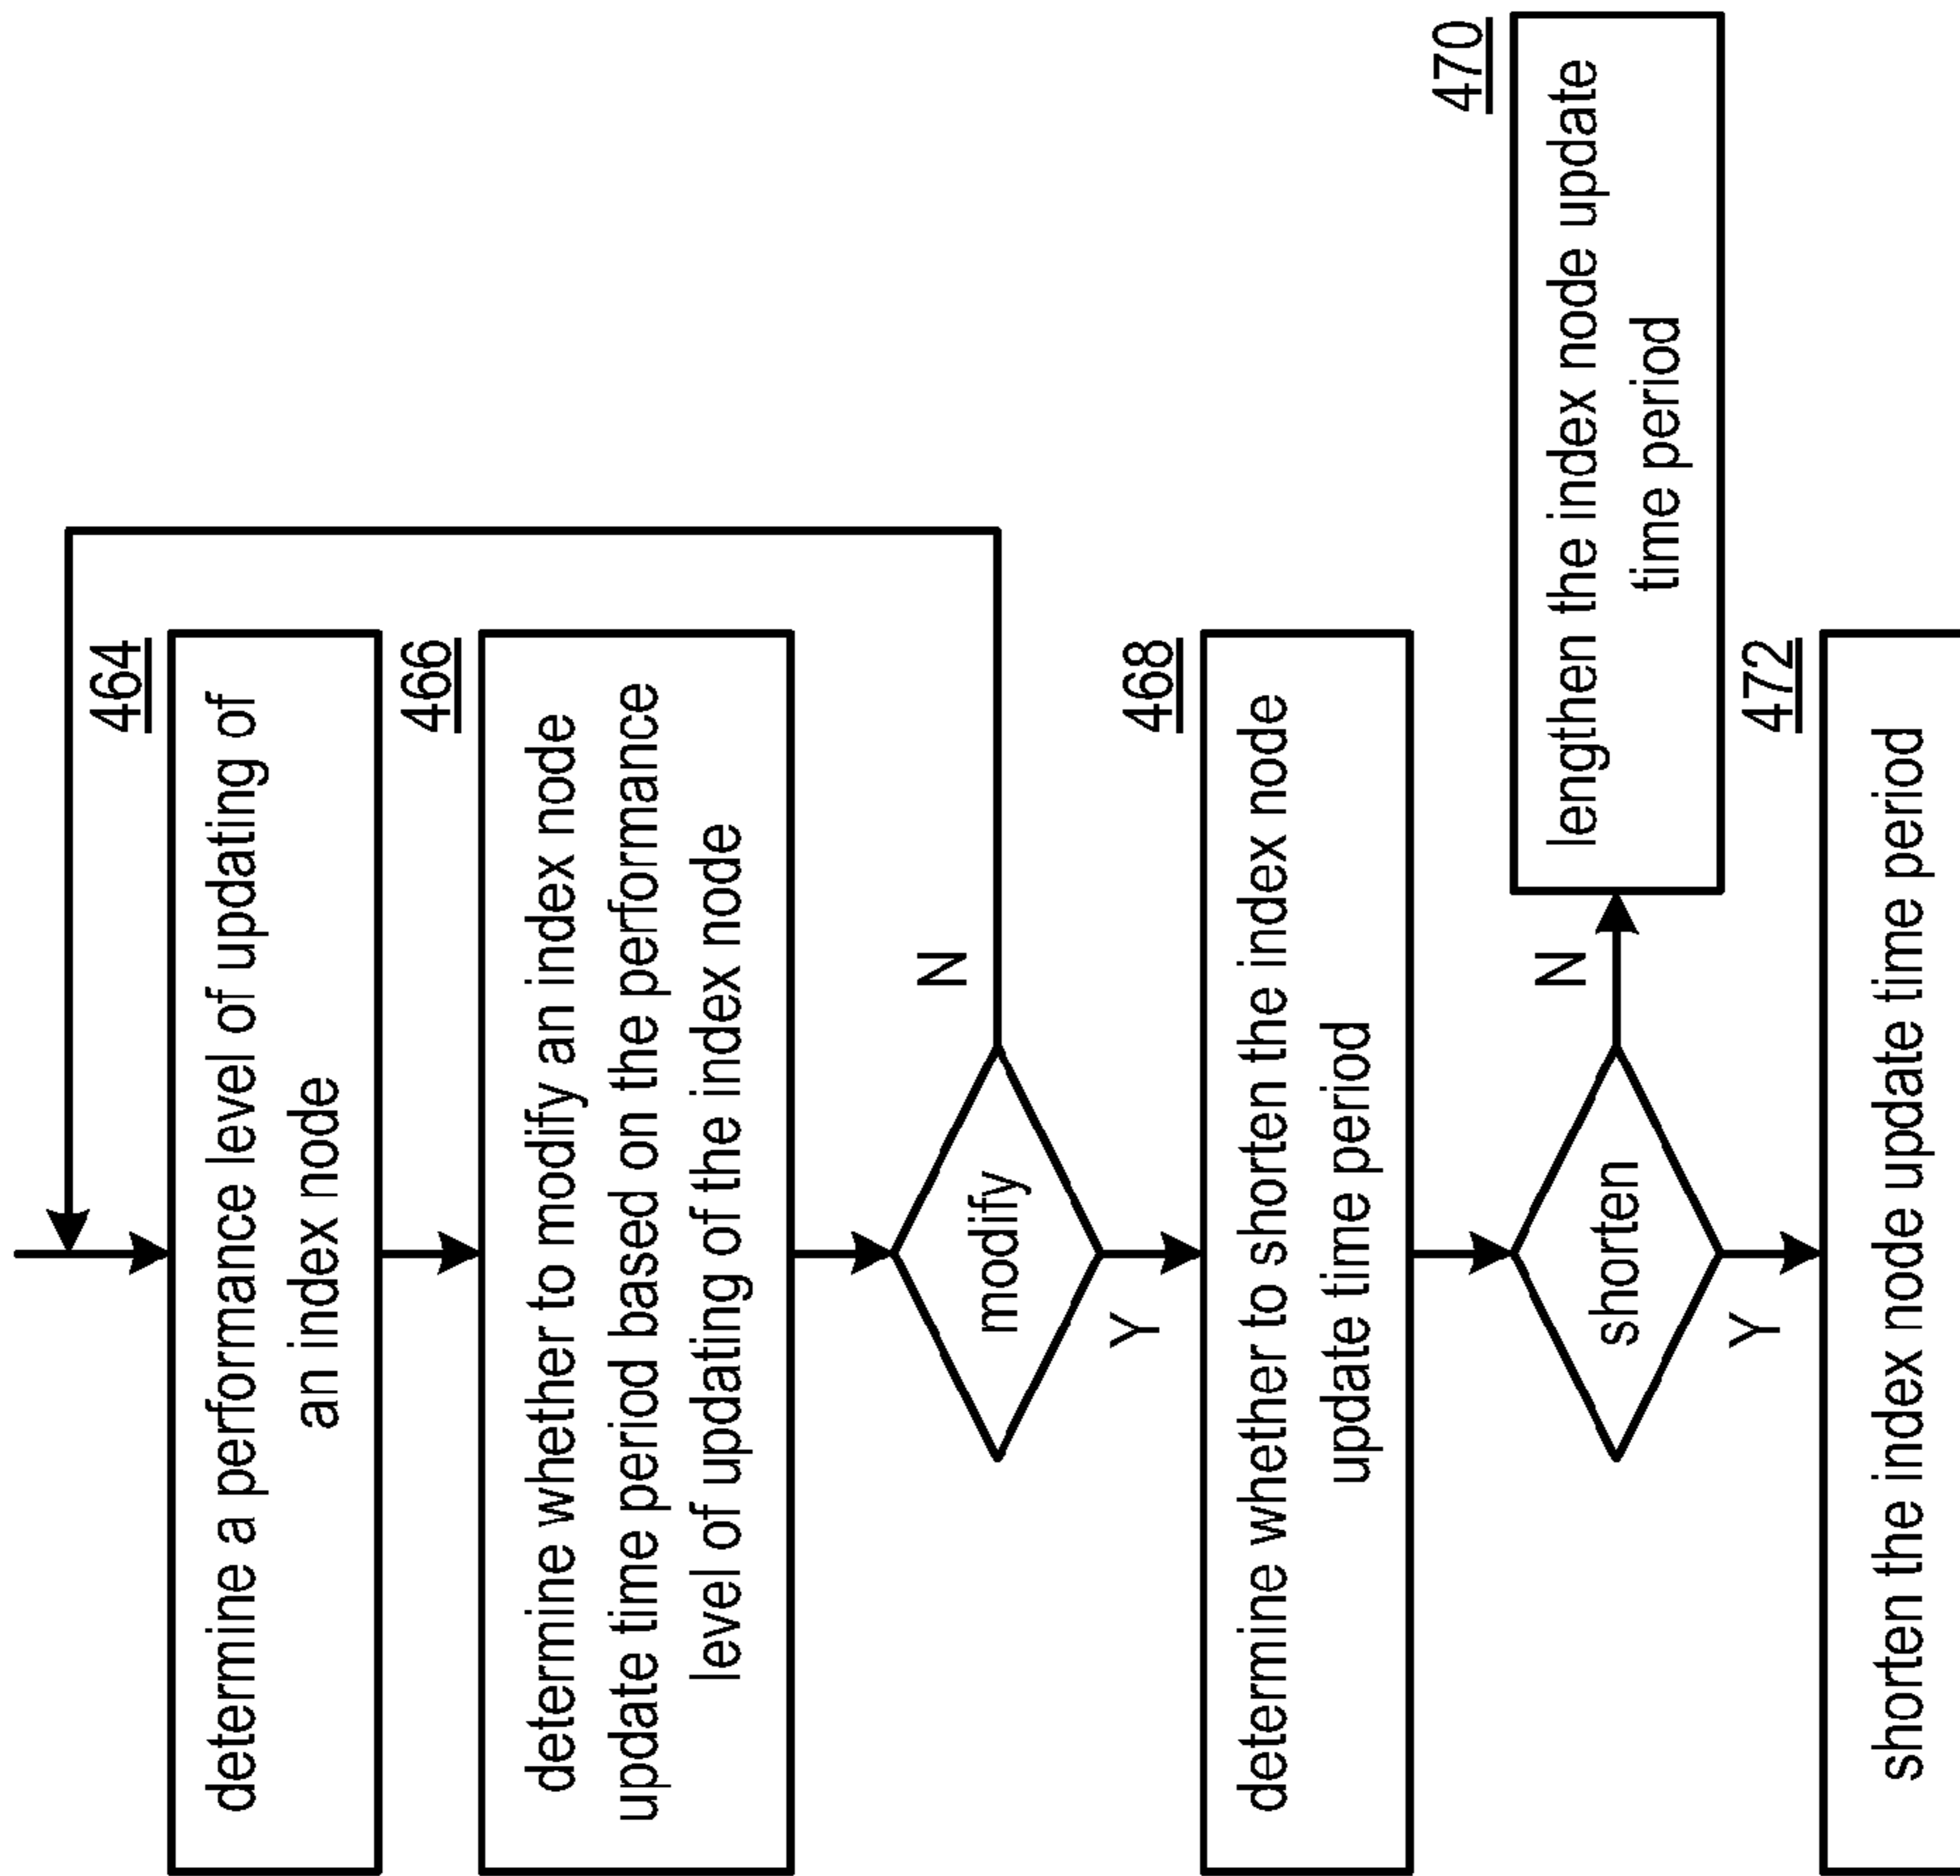 464
determine a performance level of updating of
an index node
466
determine whether to modify an index node
update time period based on the performance
level of updating of the index node
modify
N
Y
468
determine whether to shorten the index node
update time period
shorten
N
470
lengthen the index node update
time period
Y
472
shorten the index node update time period